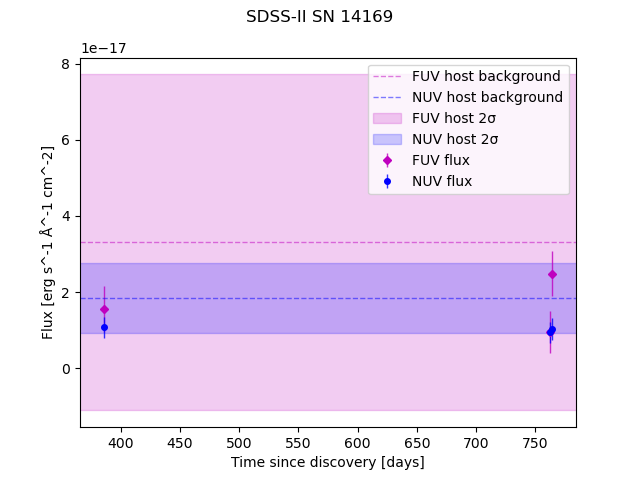 SDSS-II SN 14169
1e−17
8
6
4
2
0
Flux [erg s^-1 Å^-1 cm^-2]
FUV host background
NUV host background
FUV host 2σ
NUV host 2σ
FUV flux
NUV flux
400 450 500 550 600 650 700 750
Time since discovery [days]